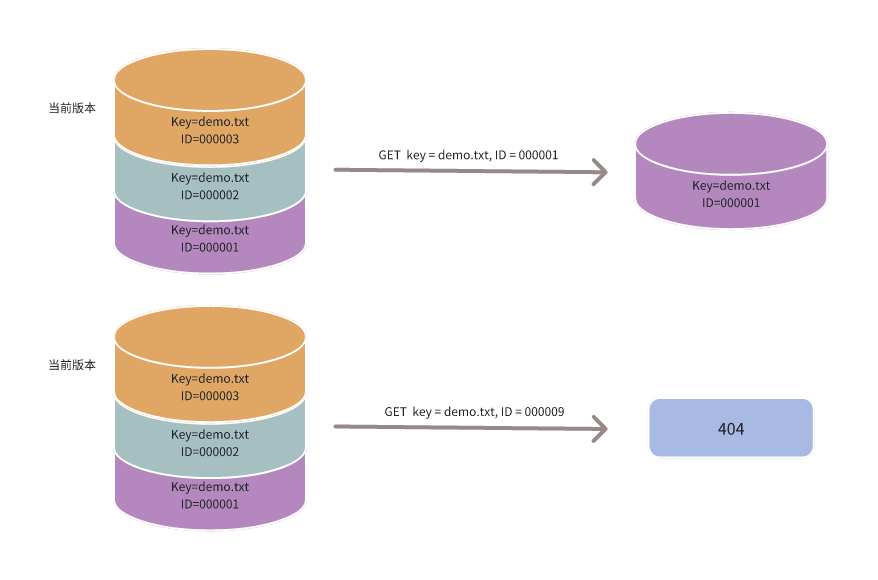 当前版本
Key=demo.txt
ID=000003
Key=demo.txt
ID=000002
Key=demo.txt
ID=000001
GET key = demo.txt, ID = 000001
Key=demo.txt
ID=000001
当前版本
Key=demo.txt
ID=000003
Key=demo.txt
ID=000002
Key=demo.txt
ID=000001
GET key = demo.txt, ID = 000009
404